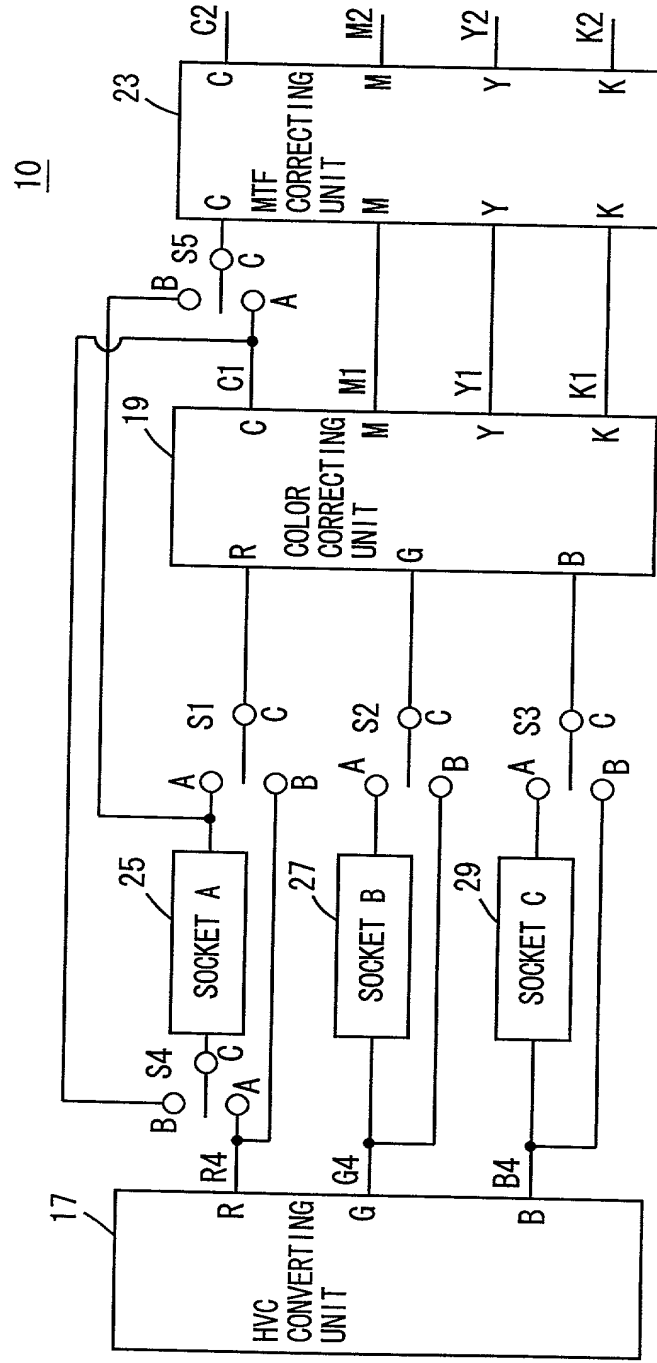 10
17
HVC
CONVERTING
UNIT
R
G
B
R4
G4
B4
B
S4
C
A
25
SOCKET A
27
SOCKET B
29
SOCKET C
A
S1
C
B
A
S2
C
B
A
S3
C
B
19
COLOR
CORRECTING
UNIT
R
G
B
C
M
Y
K
C1
M1
Y1
K1
B
S5
C
A
23
MTF
CORRECTING
UNIT
C
M
Y
K
C
M
Y
K
C2
M2
Y2
K2